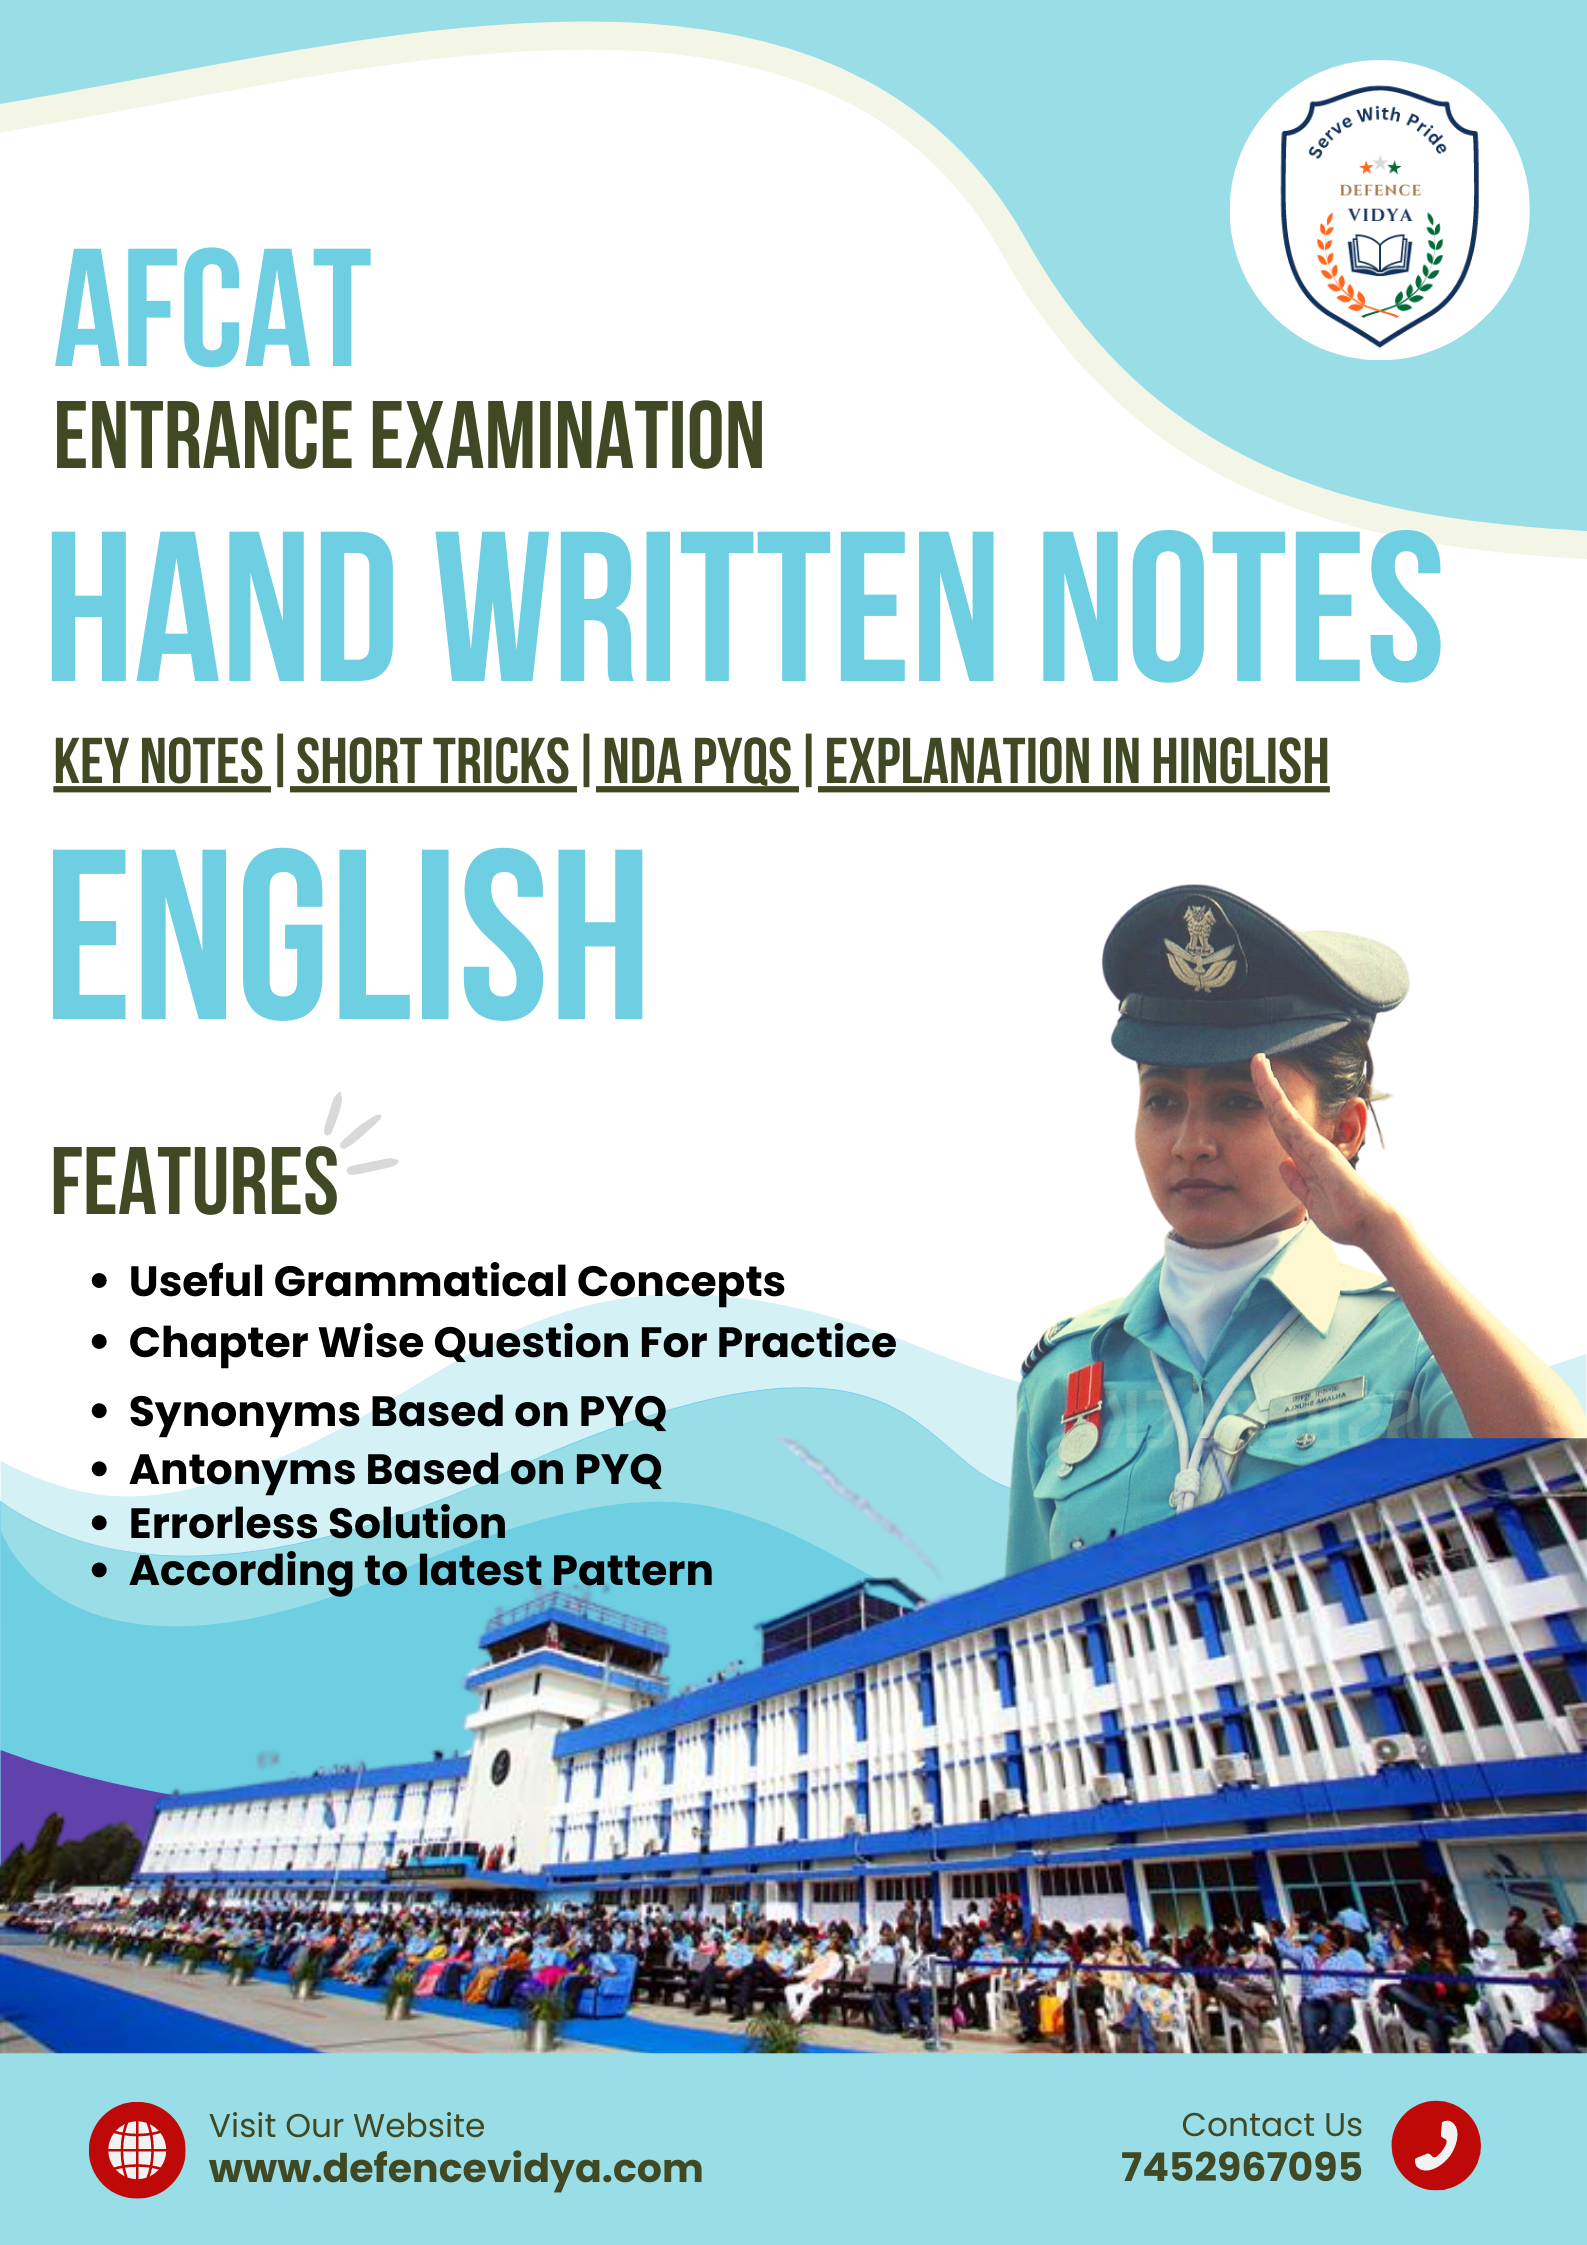 Serve With Pride
DEFENCE
VIDYA
AFCAT
ENTRANCE EXAMINATION
HAND WRITTEN NOTES
KEY NOTES | SHORT TRICKS | NDA PYQS | EXPLANATION IN HINGLISH
ENGLISH
FEATURES
• Useful Grammatical Concepts
• Chapter Wise Question For Practice
• Synonyms Based on PYQ
• Antonyms Based on PYQ
• Errorless Solution
• According to latest Pattern
Visit Our Website
www.defencevidya.com
Contact Us
7452967095